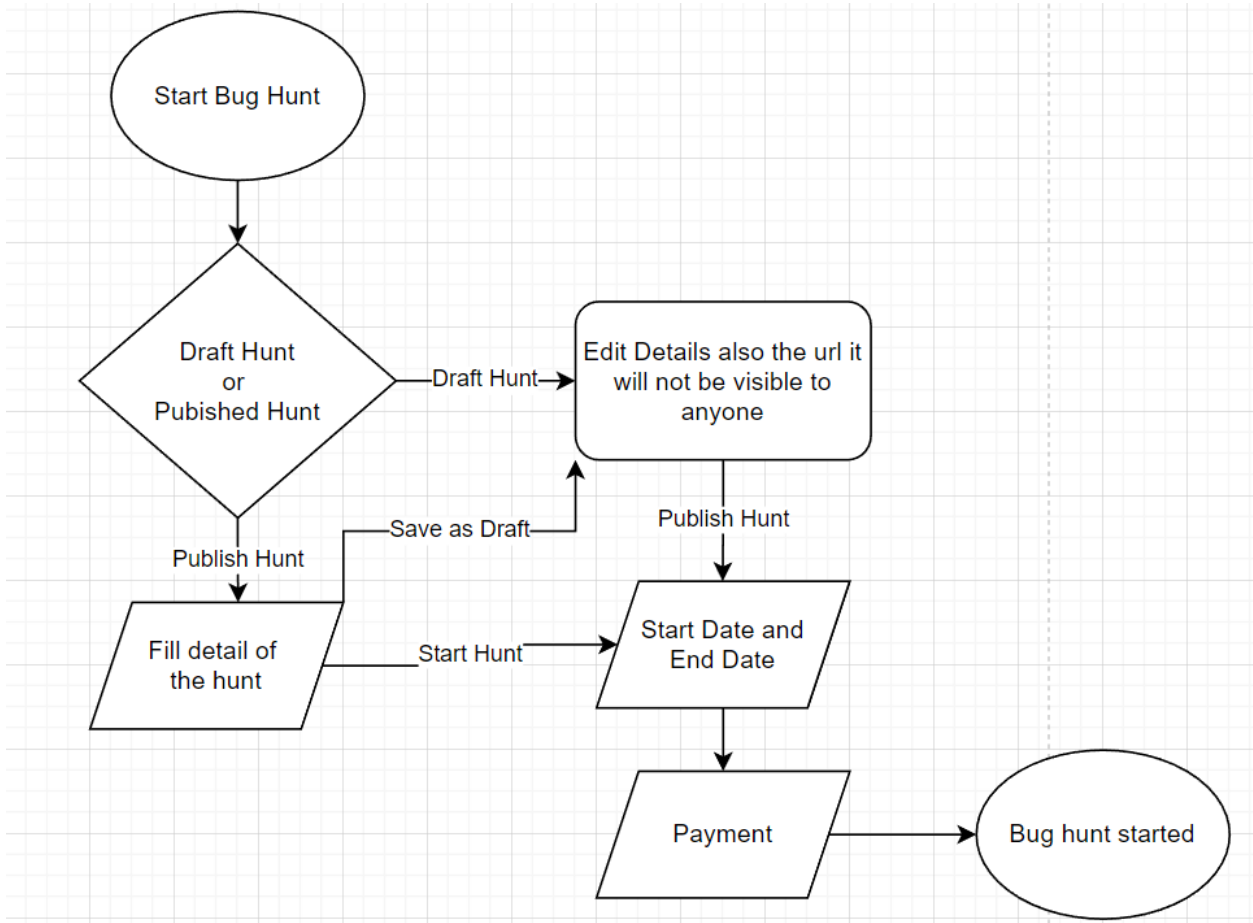 Start Bug Hunt
Draft Hunt
or
Pubished Hunt
Draft Hunt
Edit Details also the url it
will not be visible to
anyone
Save as Draft
Publish Hunt
Publish Hunt
Fill detail of
the hunt
Start Hunt
Start Date and
End Date
Payment
Bug hunt started